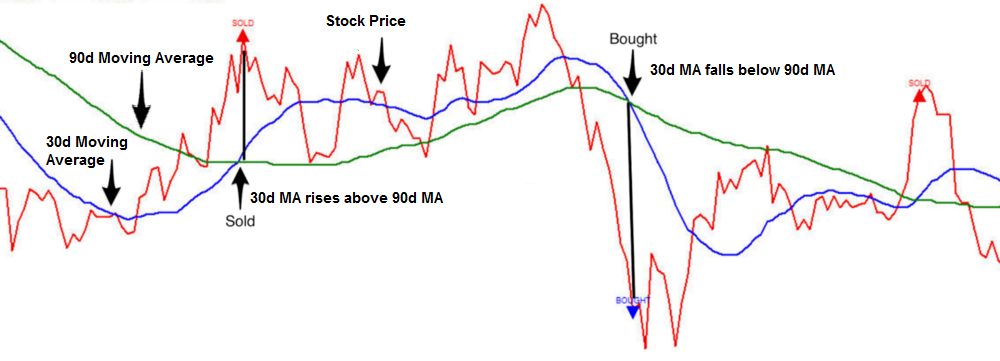 SOLD
Stock Price
90d Moving Average
Bought
30d MA falls below 90d MA
SOLD
30d Moving
Average
30d MA rises above 90d MA
Sold
BOUGHT